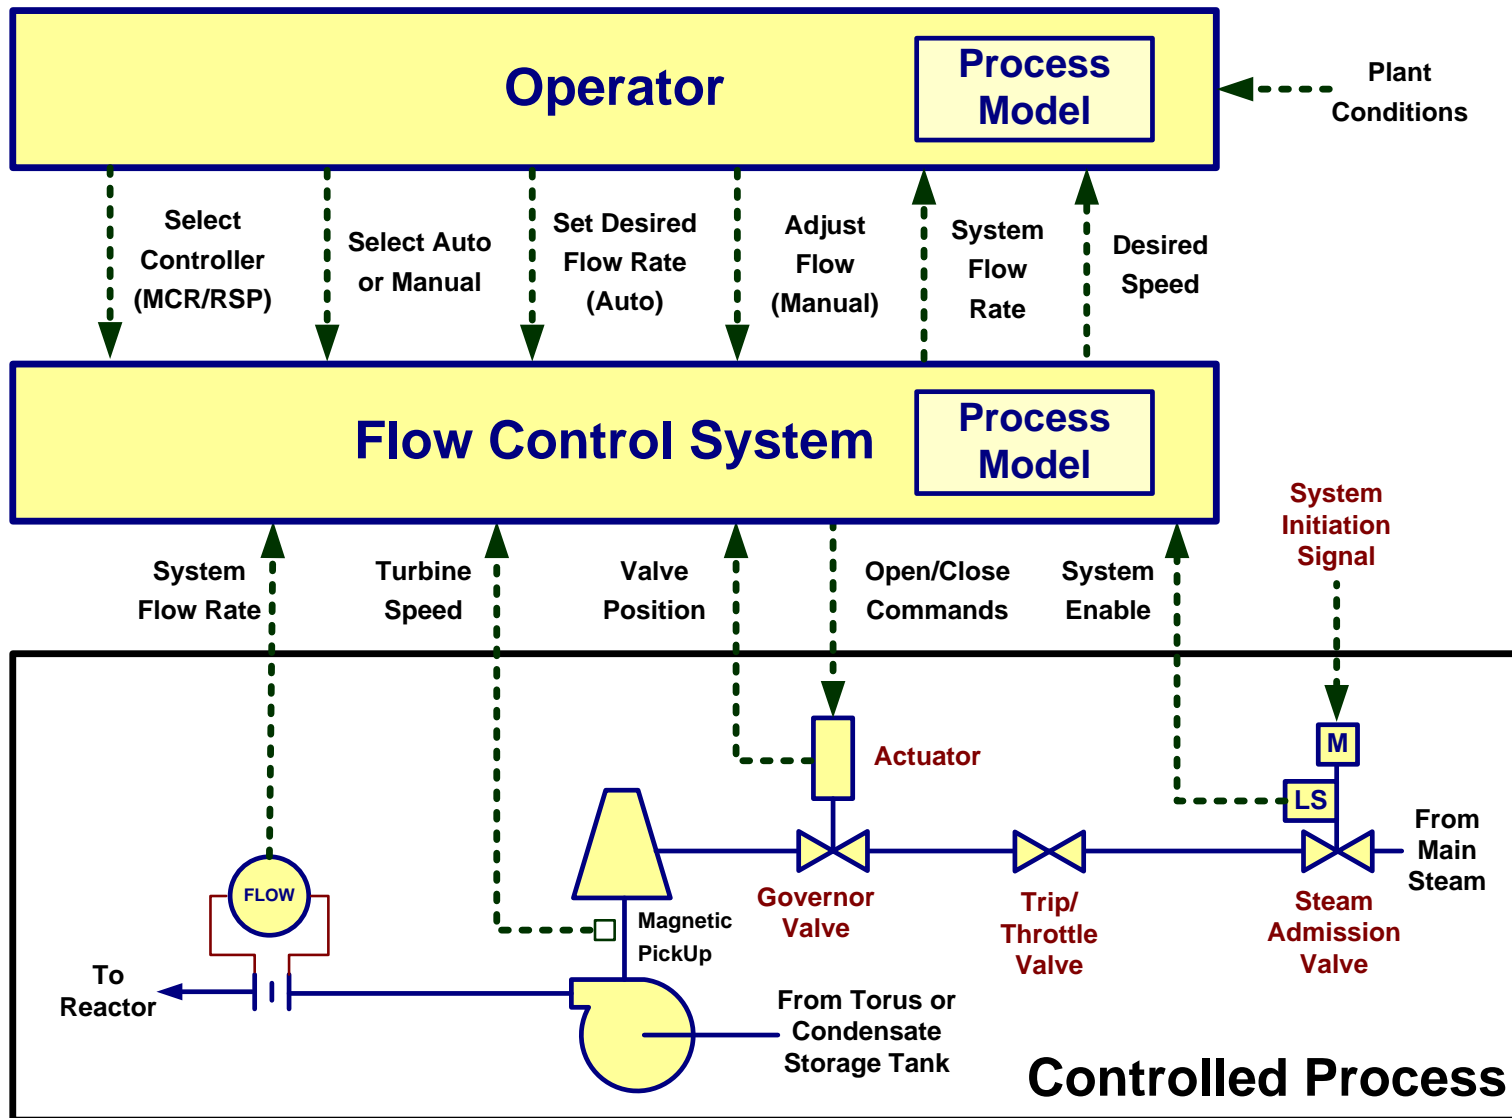 Operator
Process
Model
Plant
Conditions
Select
Controller
(MCR/RSP)
Select Auto
or Manual
Set Desired
Flow Rate
(Auto)
Adjust
Flow
(Manual)
System
Flow
Rate
Desired
Speed
Flow Control System
Process
Model
System
Initiation
Signal
System
Flow Rate
Turbine
Speed
Valve
Position
Open/Close
Commands
System
Enable
M
Actuator
LS
From
Main
Steam
FLOW
Governor
Valve
Trip/
Throttle
Valve
Steam
Admission
Valve
Magnetic
PickUp
To
Reactor
From Torus or
Condensate
Storage Tank
Controlled Process